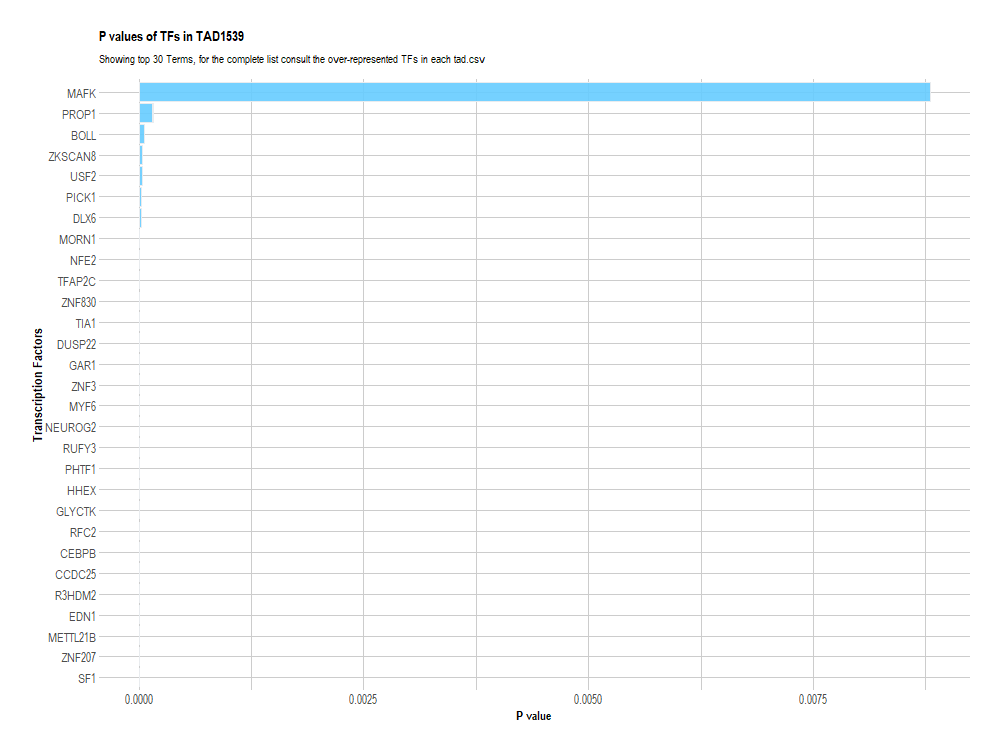 P values of TFs in TAD1539
Showing top 30 Terms, for the complete list consult the over-represented TFs in each tad.csv
Transcription Factors
MAFK
PROP1
BOLL
ZKSCAN8
USF2
PICK1
DLX6
MORN1
NFE2
TFAP2C
ZNF830
TIA1
DUSP22
GAR1
ZNF3
MYF6
NEUROG2
RUFY3
PHTF1
HHEX
GLYCTK
RFC2
CEBPB
CCDC25
R3HDM2
EDN1
METTL21B
ZNF207
SF1
0.0000 0.0025 0.0050 0.0075
P value